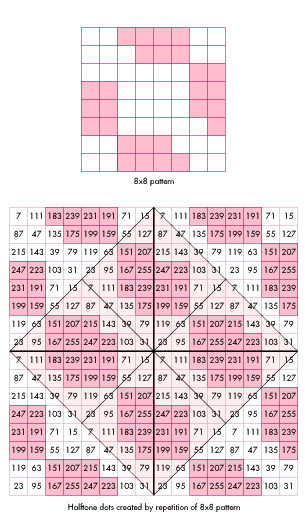 8x8 pattern
7 111 183 239 231 191 71 15 7 111 183 239 231 191 71 15
87 47 135 175 199 159 55 127 87 47 135 175 199 159 55 127
215 143 39 79 119 63 151 207 215 143 39 79 119 63 151 207
247 223 103 31 23 95 167 255 247 223 103 31 23 95 167 255
231 191 71 15 7 111 183 239 231 191 71 15 7 111 183 239
199 159 55 127 87 47 135 175 199 159 55 127 87 47 135 175
119 63 151 207 215 143 39 79 119 63 151 207 215 143 39 79
23 95 167 255 247 223 103 31 23 95 167 255 247 223 103 31
7 111 183 239 231 191 71 15 7 111 183 239 231 191 71 15
87 47 135 175 199 159 55 127 87 47 135 175 199 159 55 127
215 143 39 79 119 63 151 207 215 143 39 79 119 63 151 207
247 223 103 31 23 95 167 255 247 223 103 31 23 95 167 255
231 191 71 15 7 111 183 239 231 191 71 15 7 111 183 239
199 159 55 127 87 47 135 175 199 159 55 127 87 47 135 175
119 63 151 207 215 143 39 79 119 63 151 207 215 143 39 79
23 95 167 255 247 223 103 31 23 95 167 255 247 223 103 31
Halftone dots created by repetition of 8x8 pattern